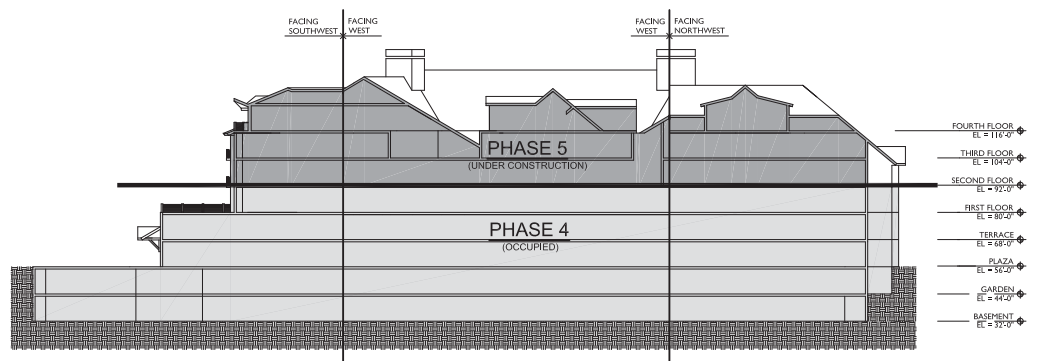 FACING
SOUTHWEST
FACING
WEST
FACING
WEST
FACING
NORTHWEST
PHASE 5
(UNDER CONSTRUCTION)
PHASE 4
(OCCUPIED)
FOURTH FLOOR
EL = 116'-0"
THIRD FLOOR
EL = 104'-0"
SECOND FLOOR
EL = 92'-0"
FIRST FLOOR
EL = 80'-0"
TERRACE
EL = 68'-0"
PLAZA
EL = 56'-0"
GARDEN
EL = 44'-0"
BASEMENT
EL = 32'-0"